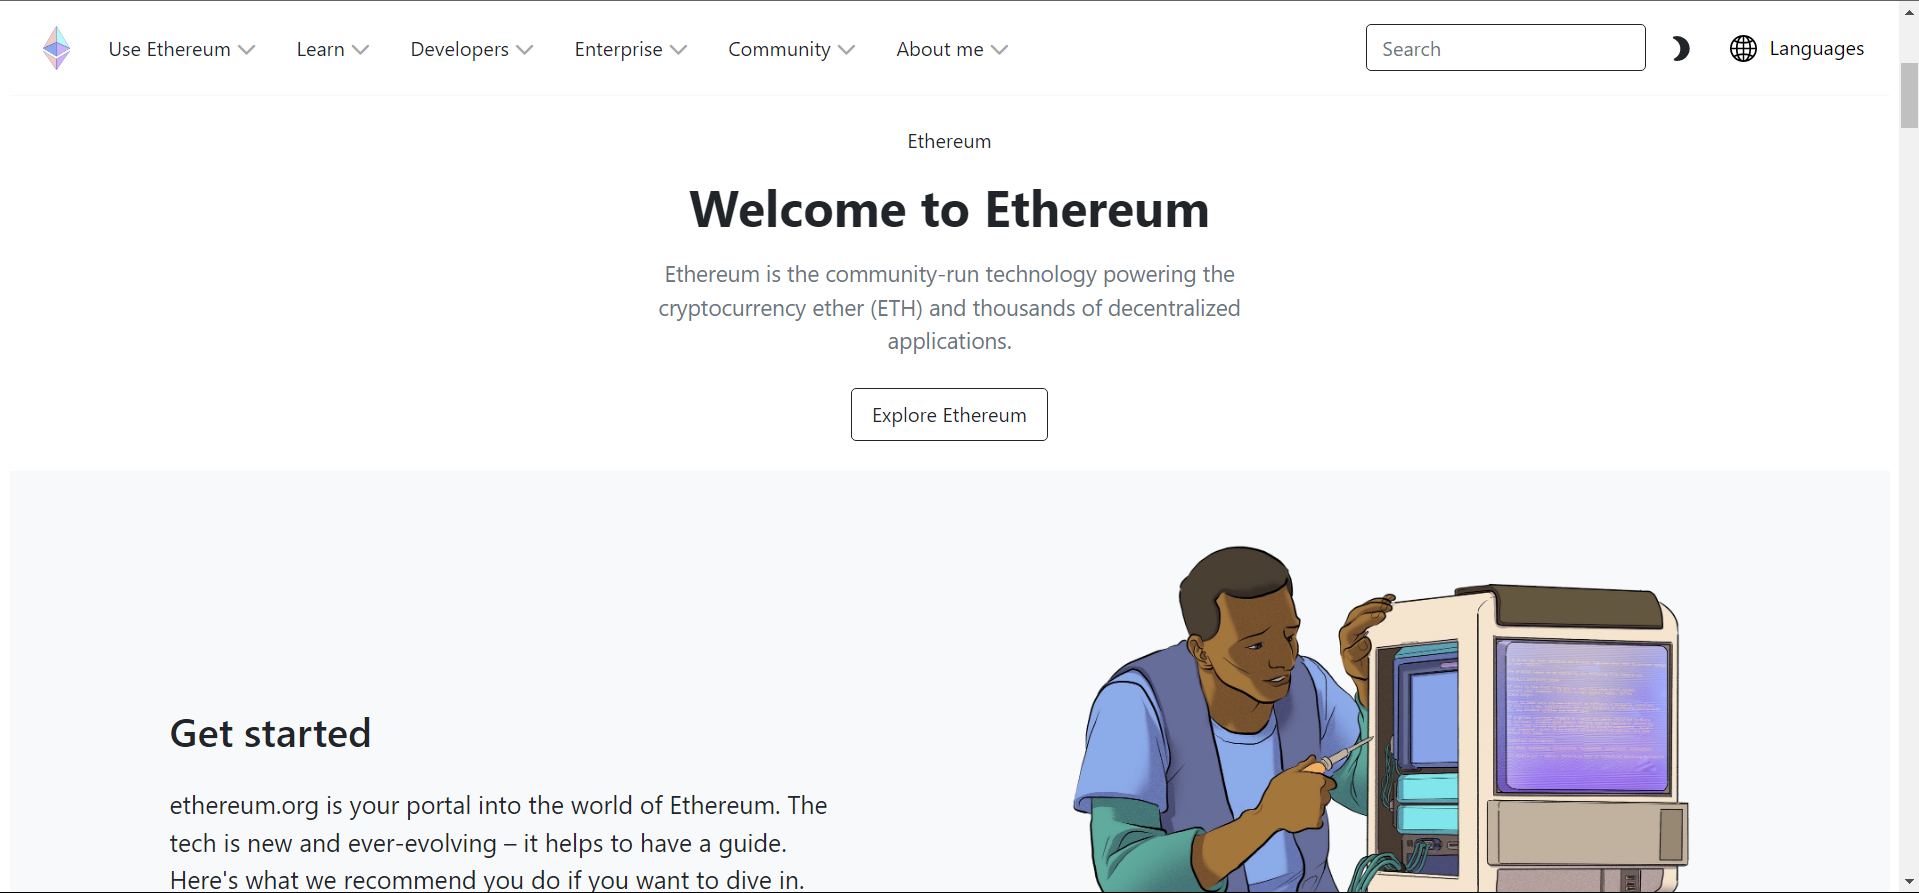 Use Ethereum Learn Developers Enterprise Community About me Search Languages
Ethereum
Welcome to Ethereum
Ethereum is the community-run technology powering the
cryptocurrency ether (ETH) and thousands of decentralized
applications.
Explore Ethereum
Get started
ethereum.org is your portal into the world of Ethereum. The
tech is new and ever-evolving – it helps to have a guide.
Here's what we recommend you do if you want to dive in.